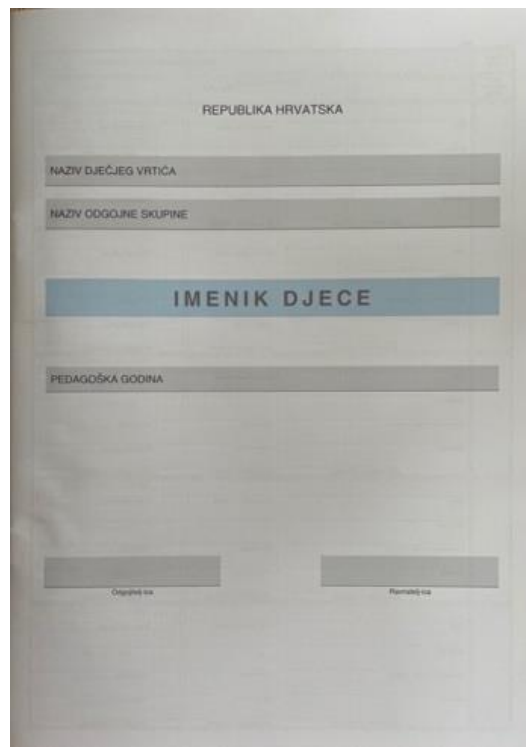 REPUBLIKA HRVATSKA
NAZIV DJEČJEG VRTIĆA
NAZIV ODGOJNE SKUPINE
IMENIK DJECE
PEDAGOŠKA GODINA
Odgojitelj-ica
Ravnatelj-ica